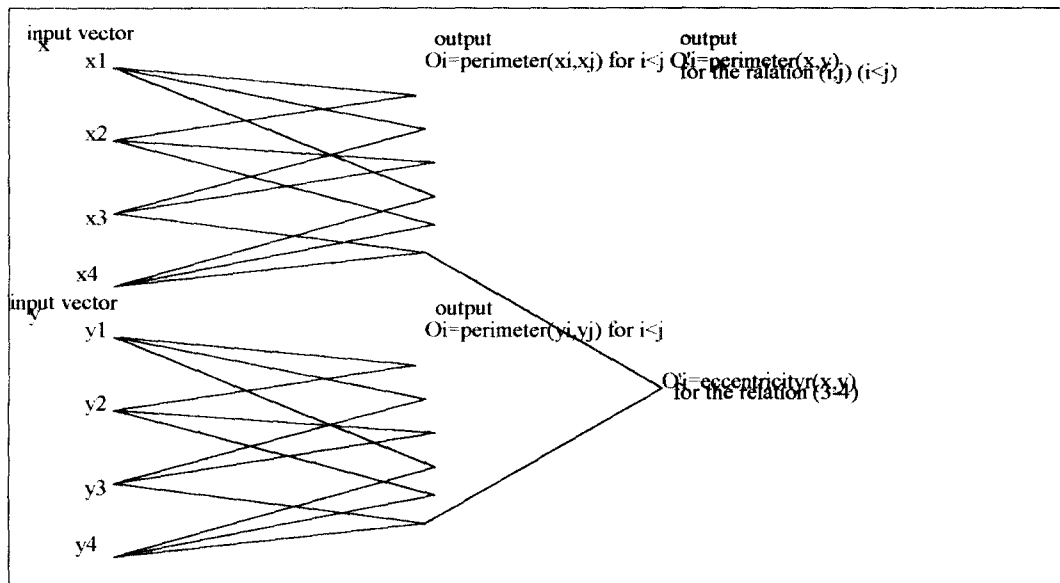 input vector
x
x1
x2
x3
x4
output
Oi=perimeter(xi,xj) for i<j
output
O'i=perimeter(x,y)
for the ralation (i,j) (i<j)
input vector
y
y1
y2
y3
y4
output
Oi=perimeter(yi,yj) for i<j
O'i=eccentricityr(x,y)
for the relation (3-4)